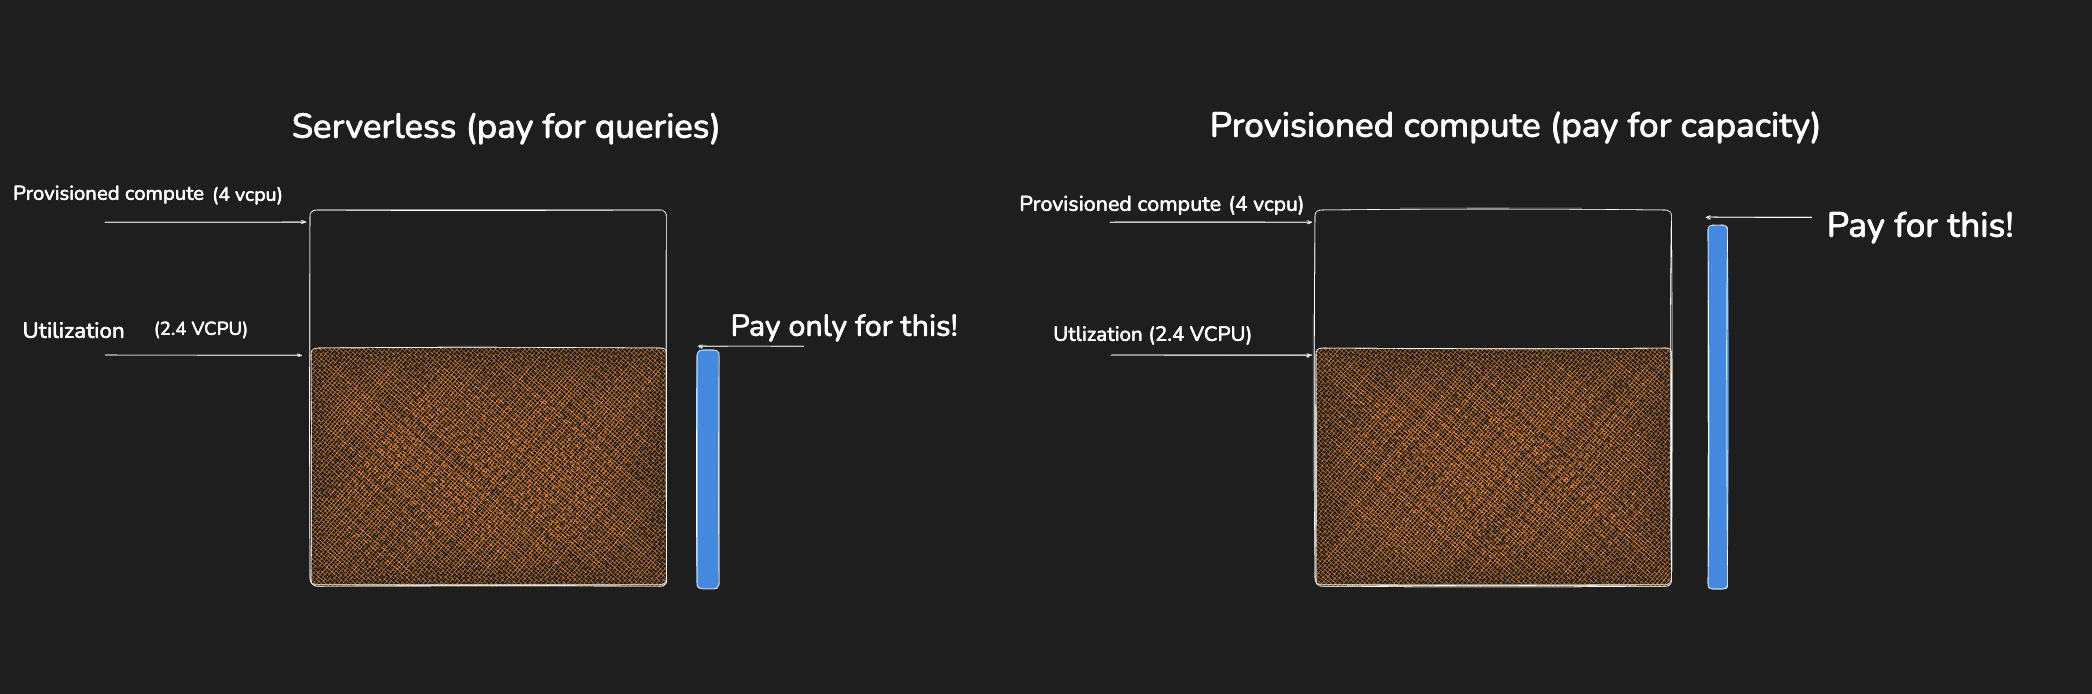 Serverless (pay for queries)
Provisioned compute (4 vcpu)
Utilization (2.4 VCPU)
Pay only for this!
Provisioned compute (pay for capacity)
Provisioned compute (4 vcpu)
Pay for this!
Utlization (2.4 VCPU)